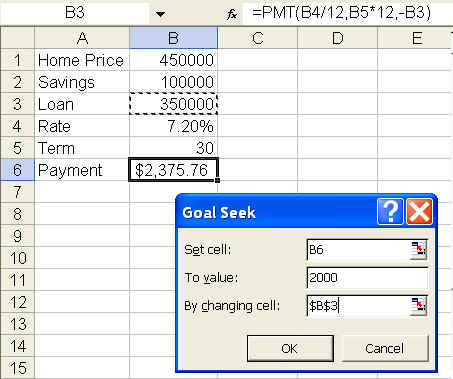 B3 fx =PMT(B4/12,B5*12,-B3)
A B C D E
1 Home Price 450000
2 Savings 100000
3 Loan 350000
4 Rate 7.20%
5 Term 30
6 Payment $2,375.76
7
8
9
10
11
12
13
14
15
Goal Seek
Set cell: B6
To value: 2000
By changing cell: $B$3
OK Cancel